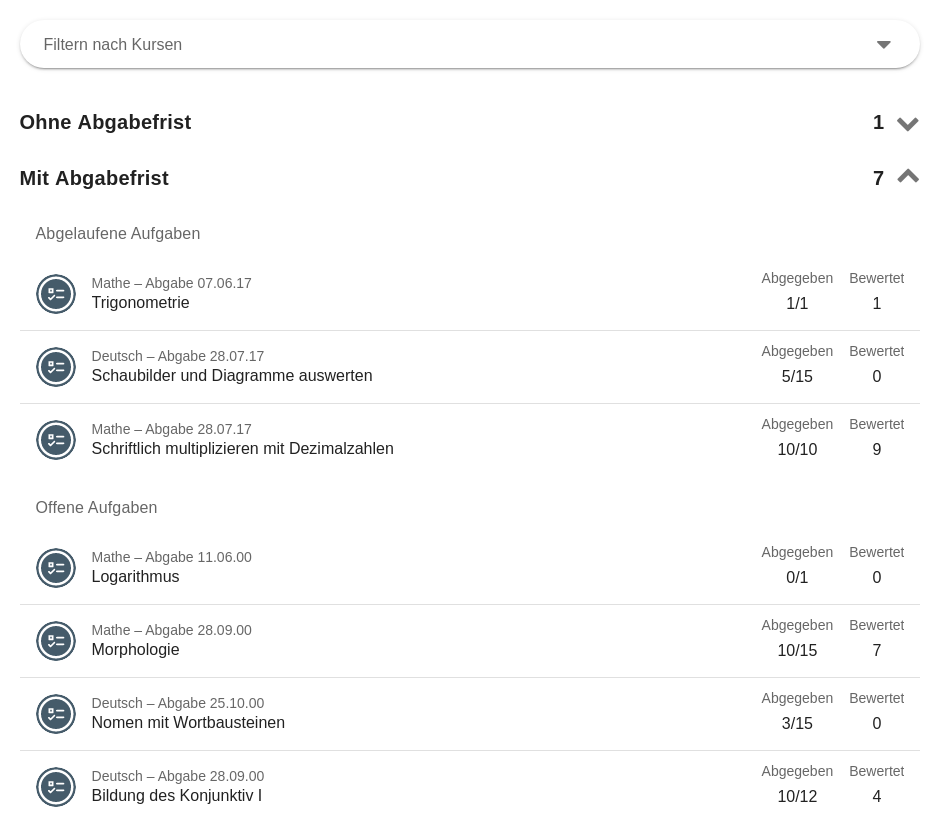 Filtern nach Kursen
Ohne Abgabefrist 1
Mit Abgabefrist 7
Abgelaufene Aufgaben
Mathe – Abgabe 07.06.17 Abgegeben Bewertet
Trigonometrie 1/1 1
Deutsch – Abgabe 28.07.17 Abgegeben Bewertet
Schaubilder und Diagramme auswerten 5/15 0
Mathe – Abgabe 28.07.17 Abgegeben Bewertet
Schriftlich multiplizieren mit Dezimalzahlen 10/10 9
Offene Aufgaben
Mathe – Abgabe 11.06.00 Abgegeben Bewertet
Logarithmus 0/1 0
Mathe – Abgabe 28.09.00 Abgegeben Bewertet
Morphologie 10/15 7
Deutsch – Abgabe 25.10.00 Abgegeben Bewertet
Nomen mit Wortbausteinen 3/15 0
Deutsch – Abgabe 28.09.00 Abgegeben Bewertet
Bildung des Konjunktiv I 10/12 4